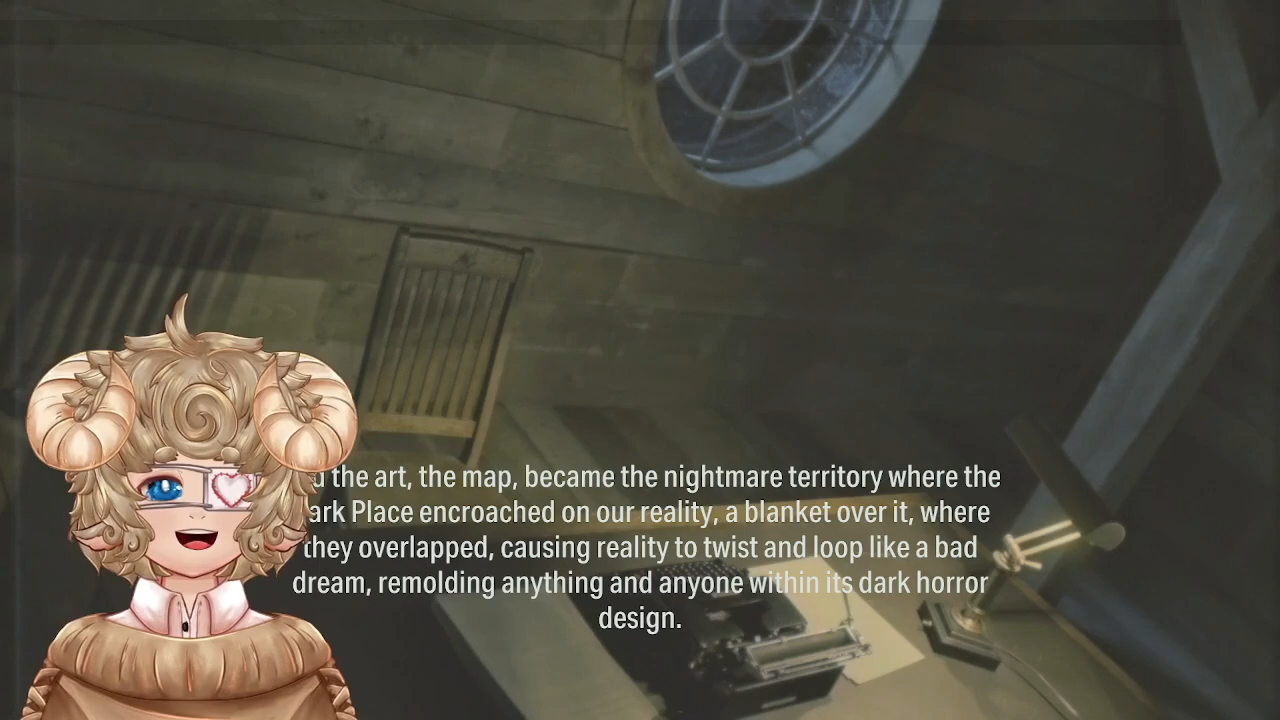 the art, the map, became the nightmare territory where the
Place encroached on our reality, a blanket over it, where
they overlapped, causing reality to twist and loop like a bad
dream, remolding anything and anyone within its dark horror
design.